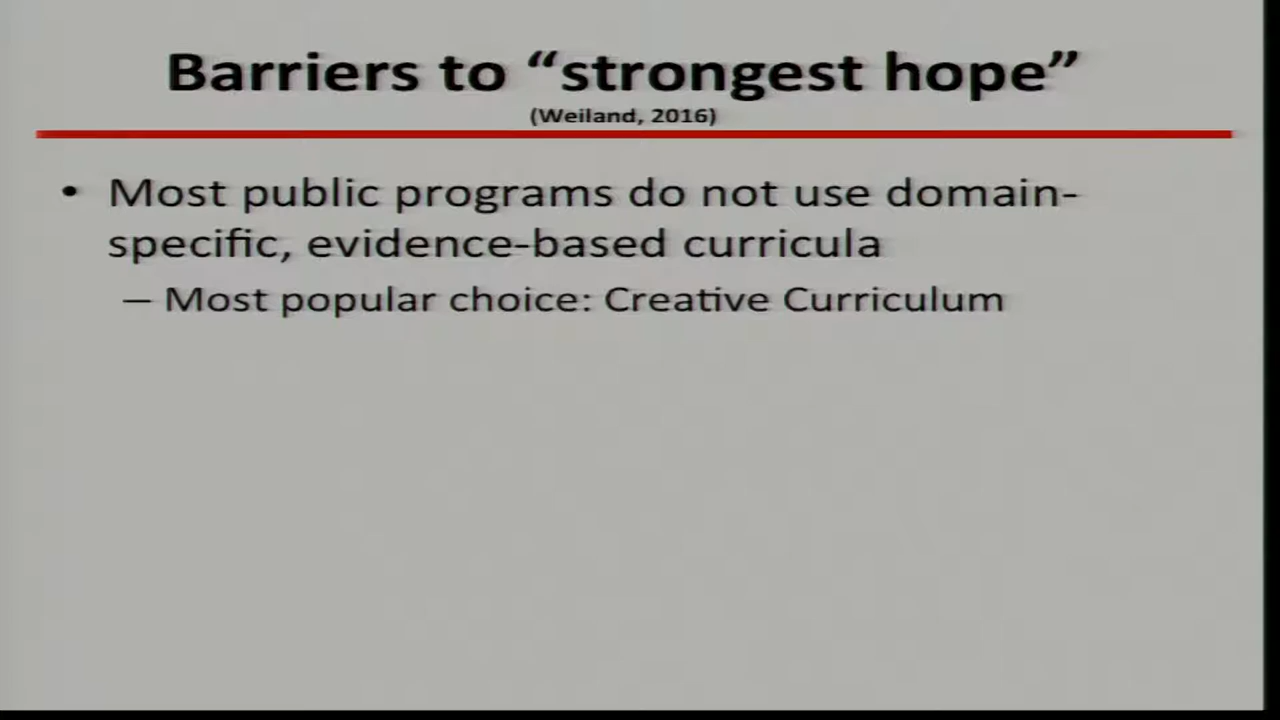 Barriers to “strongest hope”
(Weiland, 2016)
• Most public programs do not use domain-
specific, evidence-based curricula
– Most popular choice: Creative Curriculum